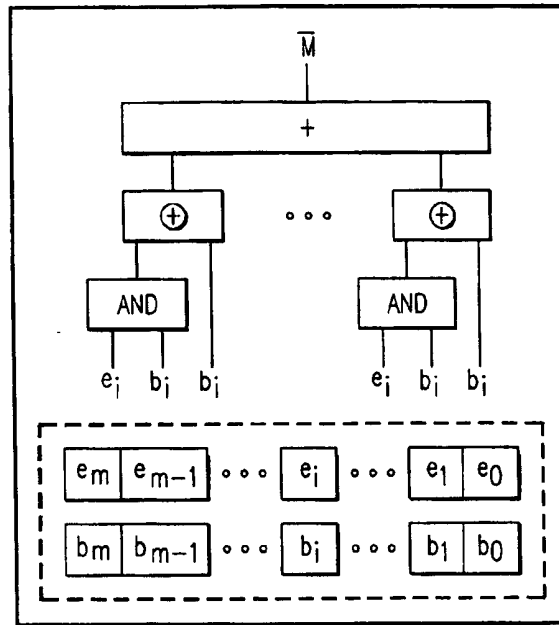 M̅
+
⊕ ∘ ∘ ∘ ⊕
AND AND
e_i b_i b_i e_i b_i b_i
e_m e_{m-1} ∘ ∘ ∘ e_i ∘ ∘ ∘ e_1 e_0
b_m b_{m-1} ∘ ∘ ∘ b_i ∘ ∘ ∘ b_1 b_0